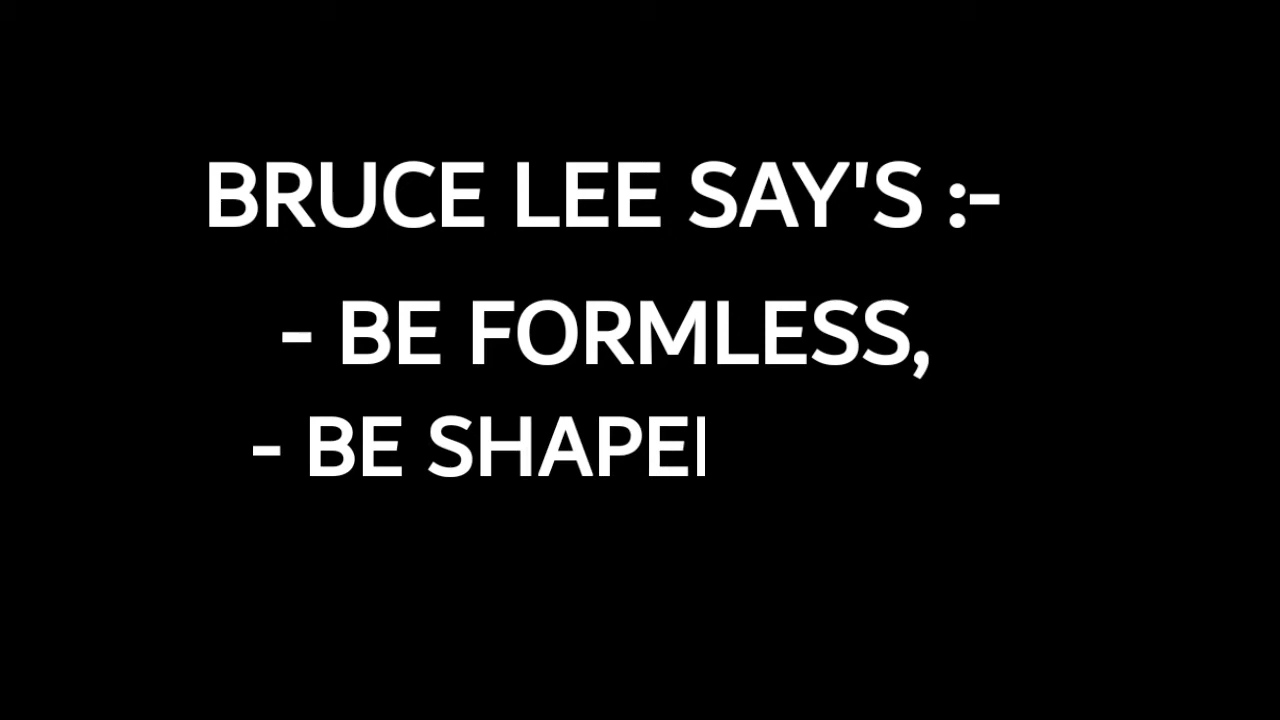 BRUCE LEE SAY'S :-
- BE FORMLESS,
- BE SHAPE